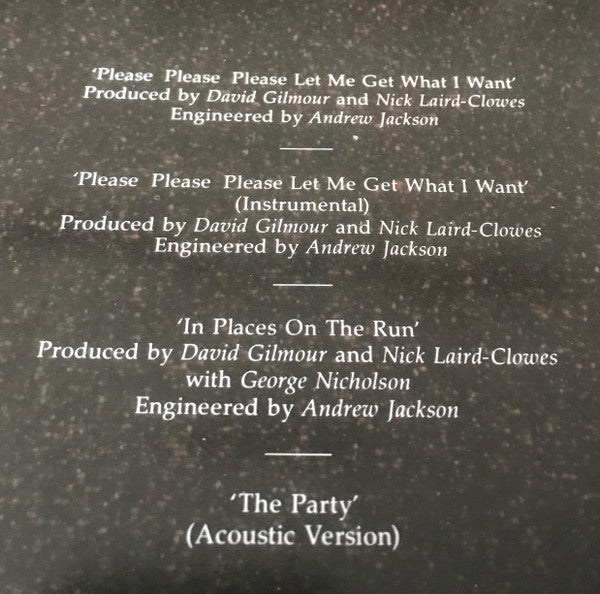 'Please Please Please Let Me Get What I Want'
Produced by David Gilmour and Nick Laird-Clowes
Engineered by Andrew Jackson
'Please Please Please Let Me Get What I Want'
(Instrumental)
Produced by David Gilmour and Nick Laird-Clowes
Engineered by Andrew Jackson
'In Places On The Run'
Produced by David Gilmour and Nick Laird-Clowes
with George Nicholson
Engineered by Andrew Jackson
'The Party'
(Acoustic Version)